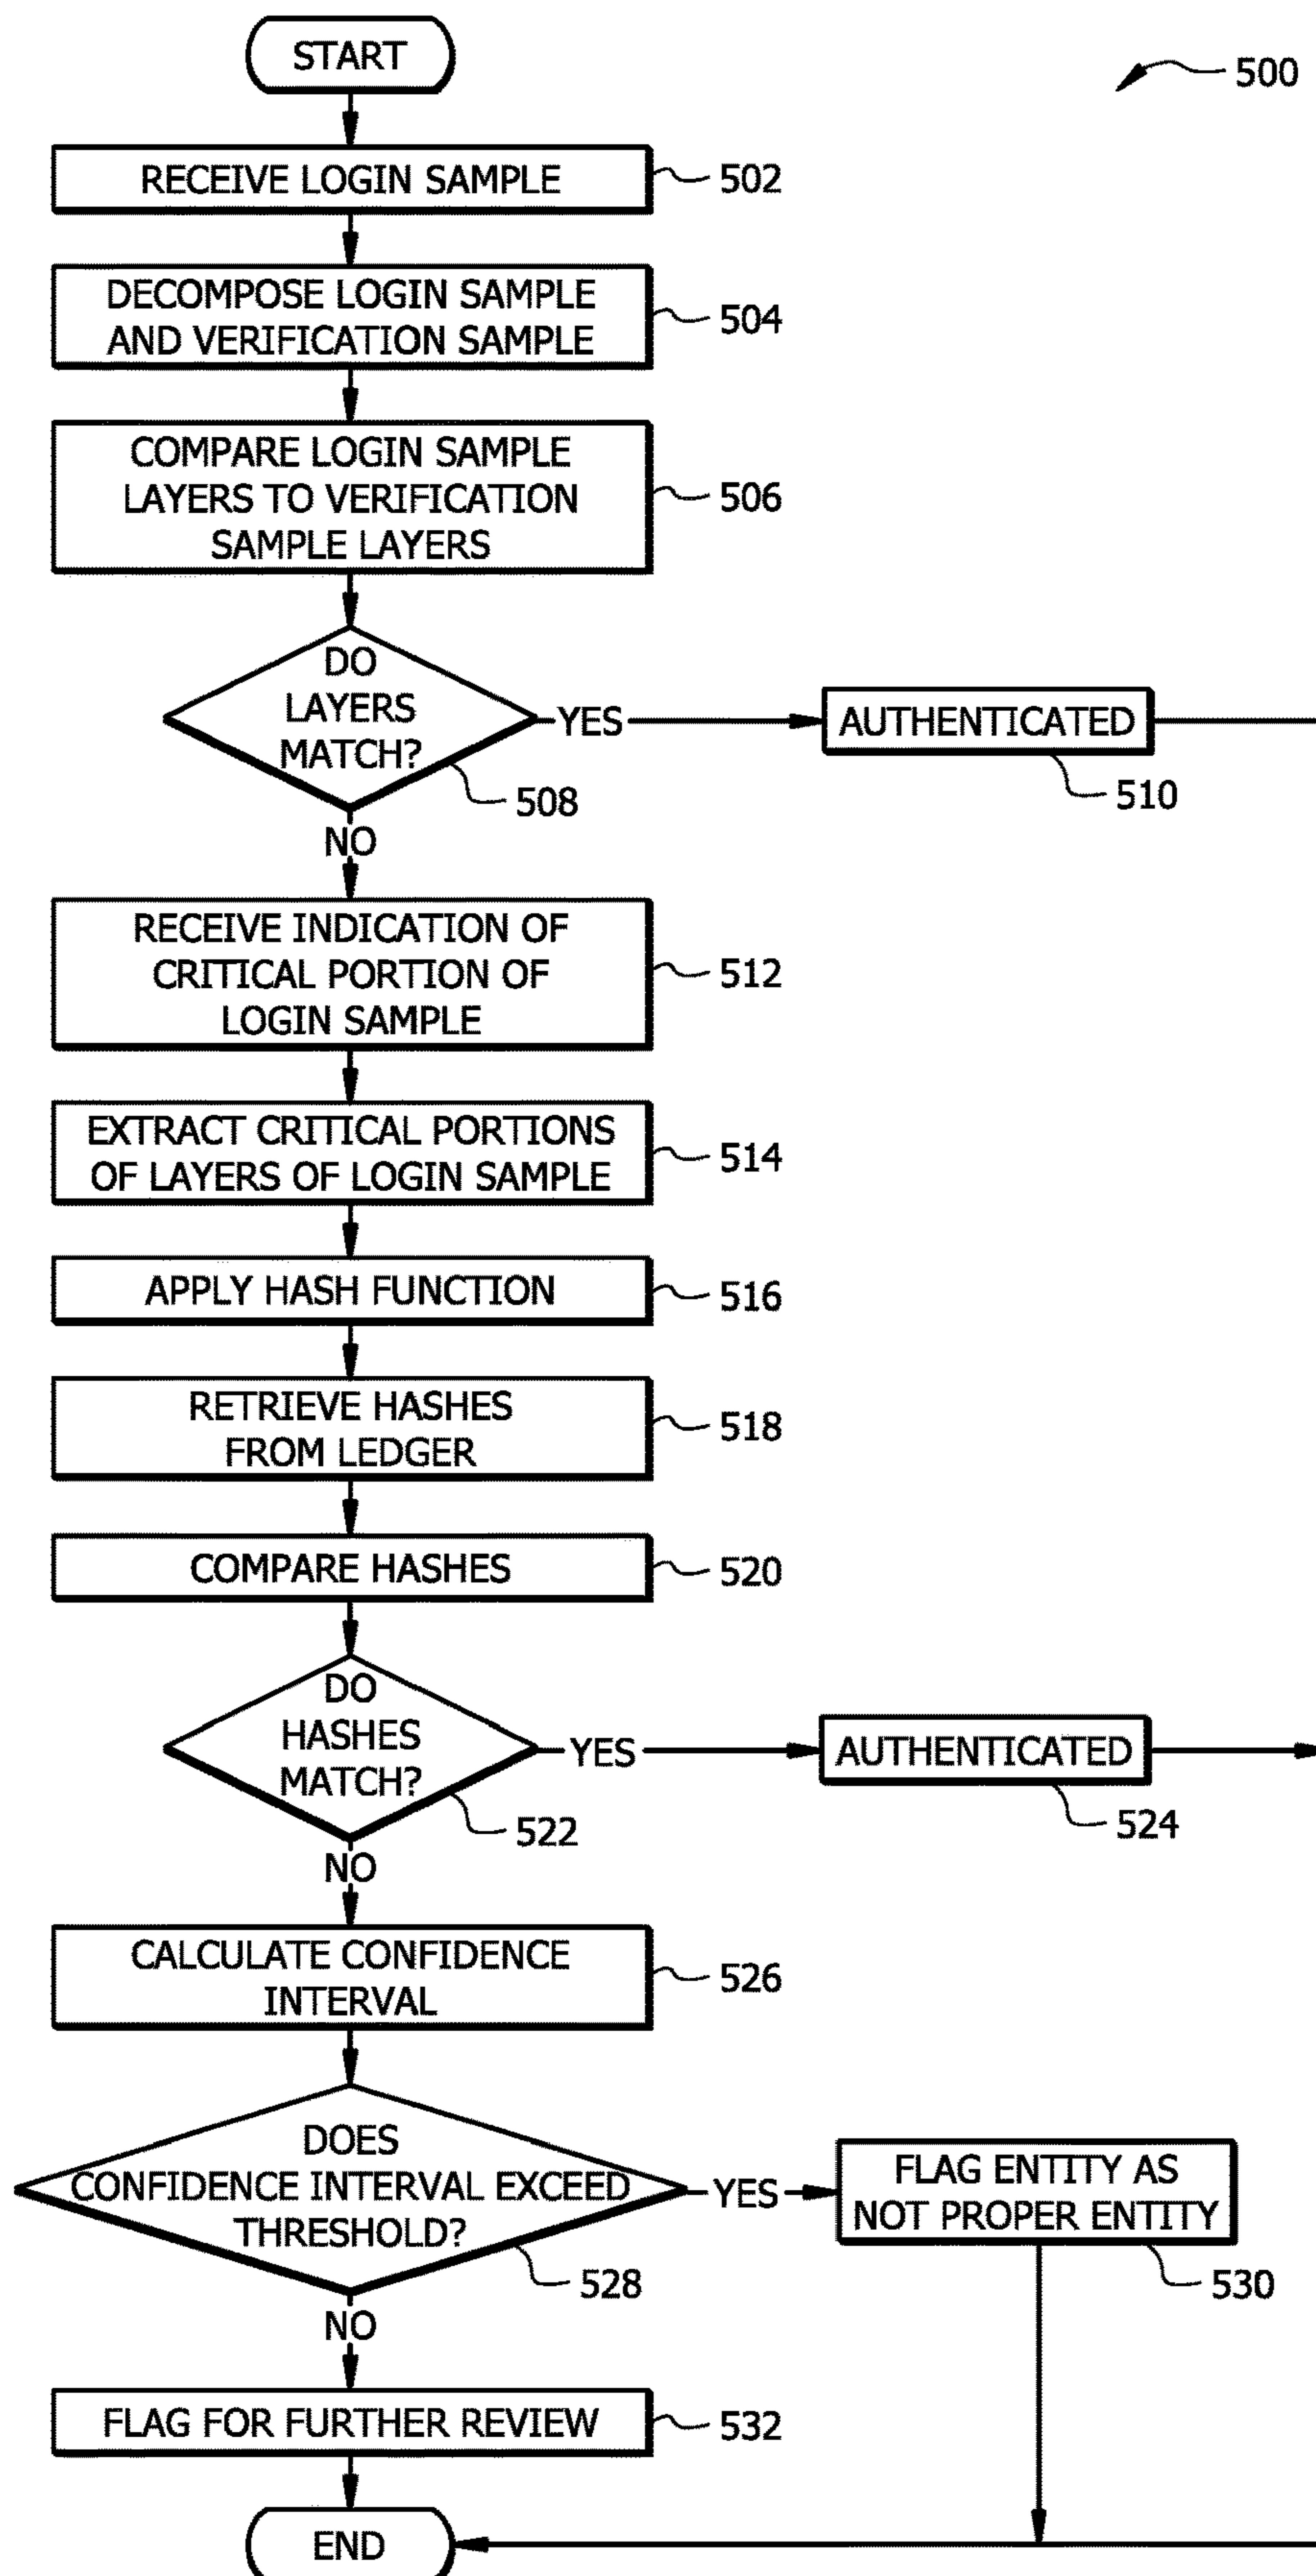 START
500
RECEIVE LOGIN SAMPLE
502
DECOMPOSE LOGIN SAMPLE
AND VERIFICATION SAMPLE
504
COMPARE LOGIN SAMPLE
LAYERS TO VERIFICATION
SAMPLE LAYERS
506
DO
LAYERS
MATCH?
508
YES
AUTHENTICATED
510
NO
RECEIVE INDICATION OF
CRITICAL PORTION OF
LOGIN SAMPLE
512
EXTRACT CRITICAL PORTIONS
OF LAYERS OF LOGIN SAMPLE
514
APPLY HASH FUNCTION
516
RETRIEVE HASHES
FROM LEDGER
518
COMPARE HASHES
520
DO
HASHES
MATCH?
522
YES
AUTHENTICATED
524
NO
CALCULATE CONFIDENCE
INTERVAL
526
DOES
CONFIDENCE INTERVAL EXCEED
THRESHOLD?
528
YES
FLAG ENTITY AS
NOT PROPER ENTITY
530
NO
FLAG FOR FURTHER REVIEW
532
END